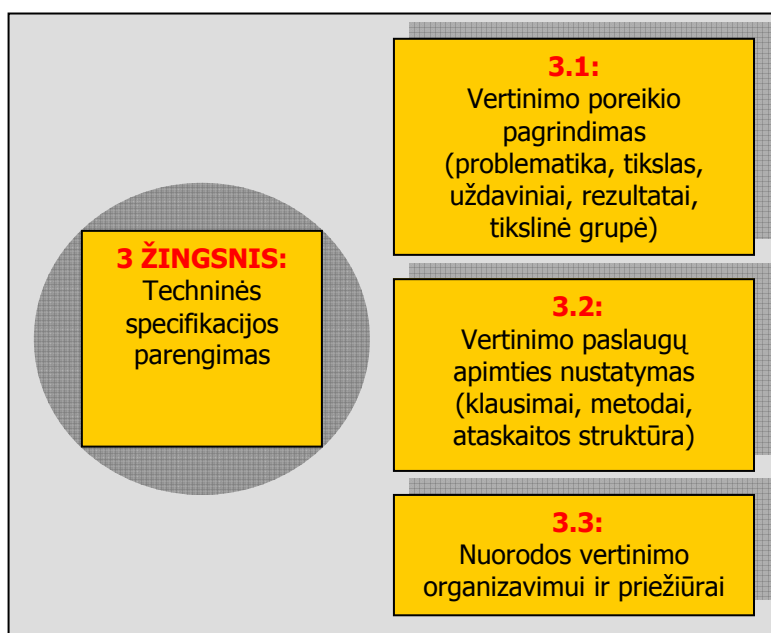 3 ŽINGSNIS:
Techninės
specifikacijos
parengimas
3.1:
Vertinimo poreikio
pagrindimas
(problematika, tikslas,
uždaviniai, rezultatai,
tikslinė grupė)
3.2:
Vertinimo paslaugų
apimties nustatymas
(klausimai, metodai,
ataskaitos struktūra)
3.3:
Nuorodos vertinimo
organizavimui ir priežiūrai